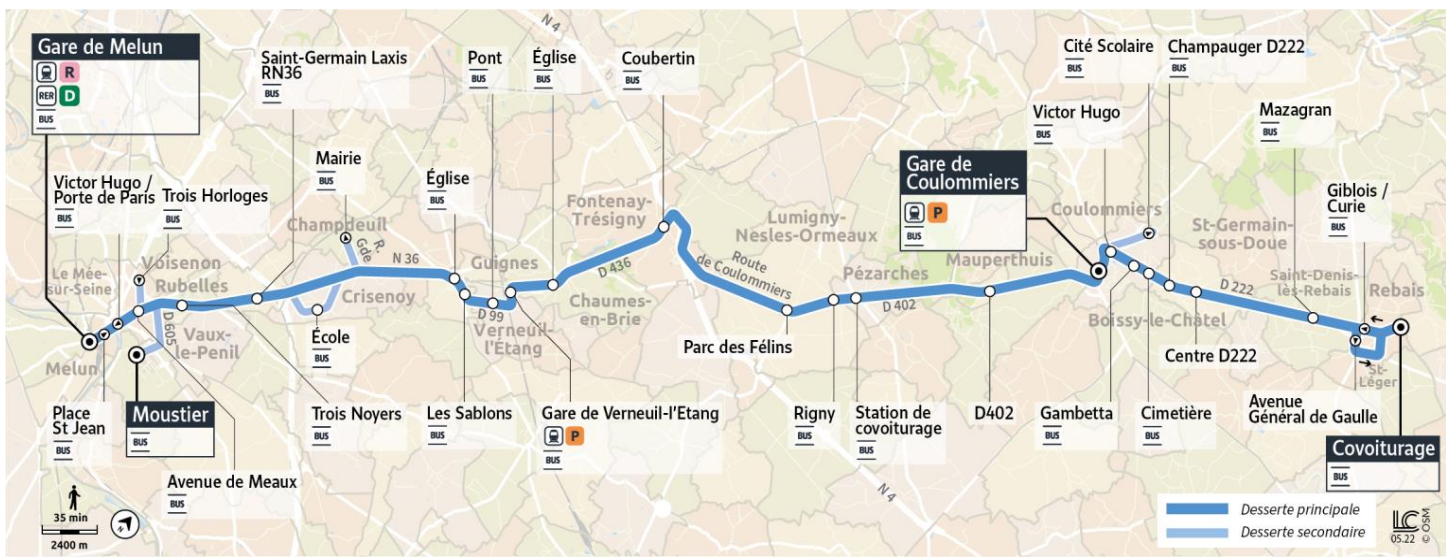 Gare de Melun
R
RER D
BUS
Saint-Germain Laxis
RN36
BUS
Pont
BUS
Église
BUS
Coubertin
BUS
Cité Scolaire
BUS
Champauger D222
BUS
Victor Hugo
BUS
Mazagran
BUS
Victor Hugo /
Porte de Paris
BUS
Trois Horloges
BUS
Mairie
BUS
Église
BUS
Gare de
Coulommiers
P
BUS
Giblois /
Curie
BUS
N 4
Le Mée-
sur-Seine
Voisenon
Rubelles
Champdeuil
R. Gde
N 36
Crisenoy
Guignes
Fontenay-
Trésigny
D 436
Chaumes-
en-Brie
D 99
Verneuil-
l'Étang
Lumigny-
Nesles-Ormeaux
Route
de Coulommiers
Pézarches
D 402
Mauperthuis
Coulommiers
St-Germain-
sous-Doue
D 222
Boissy-le-Châtel
Saint-Denis-
lès-Rebais
Rebais
St-
Léger
Melun
D 605
Vaux-
le-Penil
École
BUS
Parc des Félins
Centre D222
Place
St Jean
BUS
Moustier
BUS
Avenue de Meaux
BUS
Trois Noyers
BUS
Les Sablons
BUS
Gare de Verneuil-l'Etang
P
BUS
Rigny
BUS
Station de
covoiturage
BUS
D402
BUS
Gambetta
BUS
Cimetière
BUS
Avenue
Général de Gaulle
Covoiturage
BUS
N 4
35 min
2400 m
N
Desserte principale
Desserte secondaire
LC
05.22
© OSM